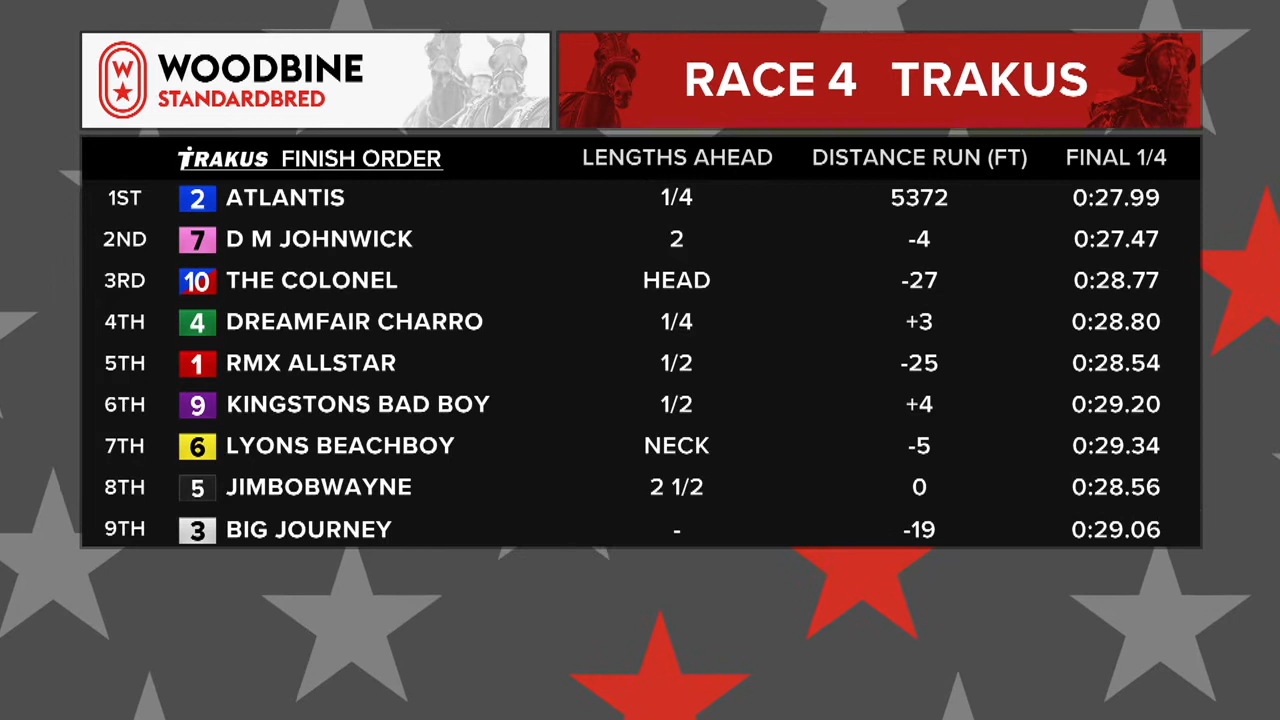 W
WOODBINE
STANDARDBRED
RACE 4 TRAKUS
TRAKUS FINISH ORDER LENGTHS AHEAD DISTANCE RUN (FT) FINAL 1/4
1ST 2 ATLANTIS 1/4 5372 0:27.99
2ND 7 D M JOHNWICK 2 -4 0:27.47
3RD 10 THE COLONEL HEAD -27 0:28.77
4TH 4 DREAMFAIR CHARRO 1/4 +3 0:28.80
5TH 1 RMX ALLSTAR 1/2 -25 0:28.54
6TH 9 KINGSTONS BAD BOY 1/2 +4 0:29.20
7TH 6 LYONS BEACHBOY NECK -5 0:29.34
8TH 5 JIMBOBWAYNE 2 1/2 0 0:28.56
9TH 3 BIG JOURNEY - -19 0:29.06